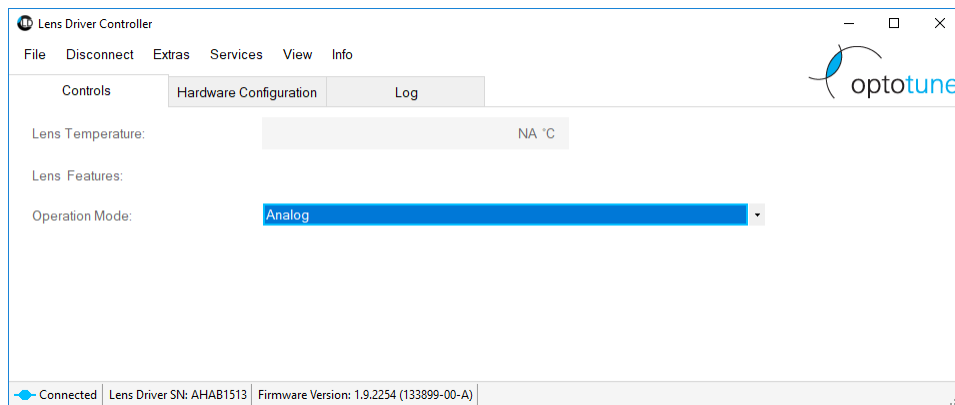 Lens Driver Controller
File Disconnect Extras Services View Info
optotune
Controls Hardware Configuration Log
Lens Temperature: NA °C
Lens Features:
Operation Mode: Analog
Connected Lens Driver SN: AHAB1513 Firmware Version: 1.9.2254 (133899-00-A)